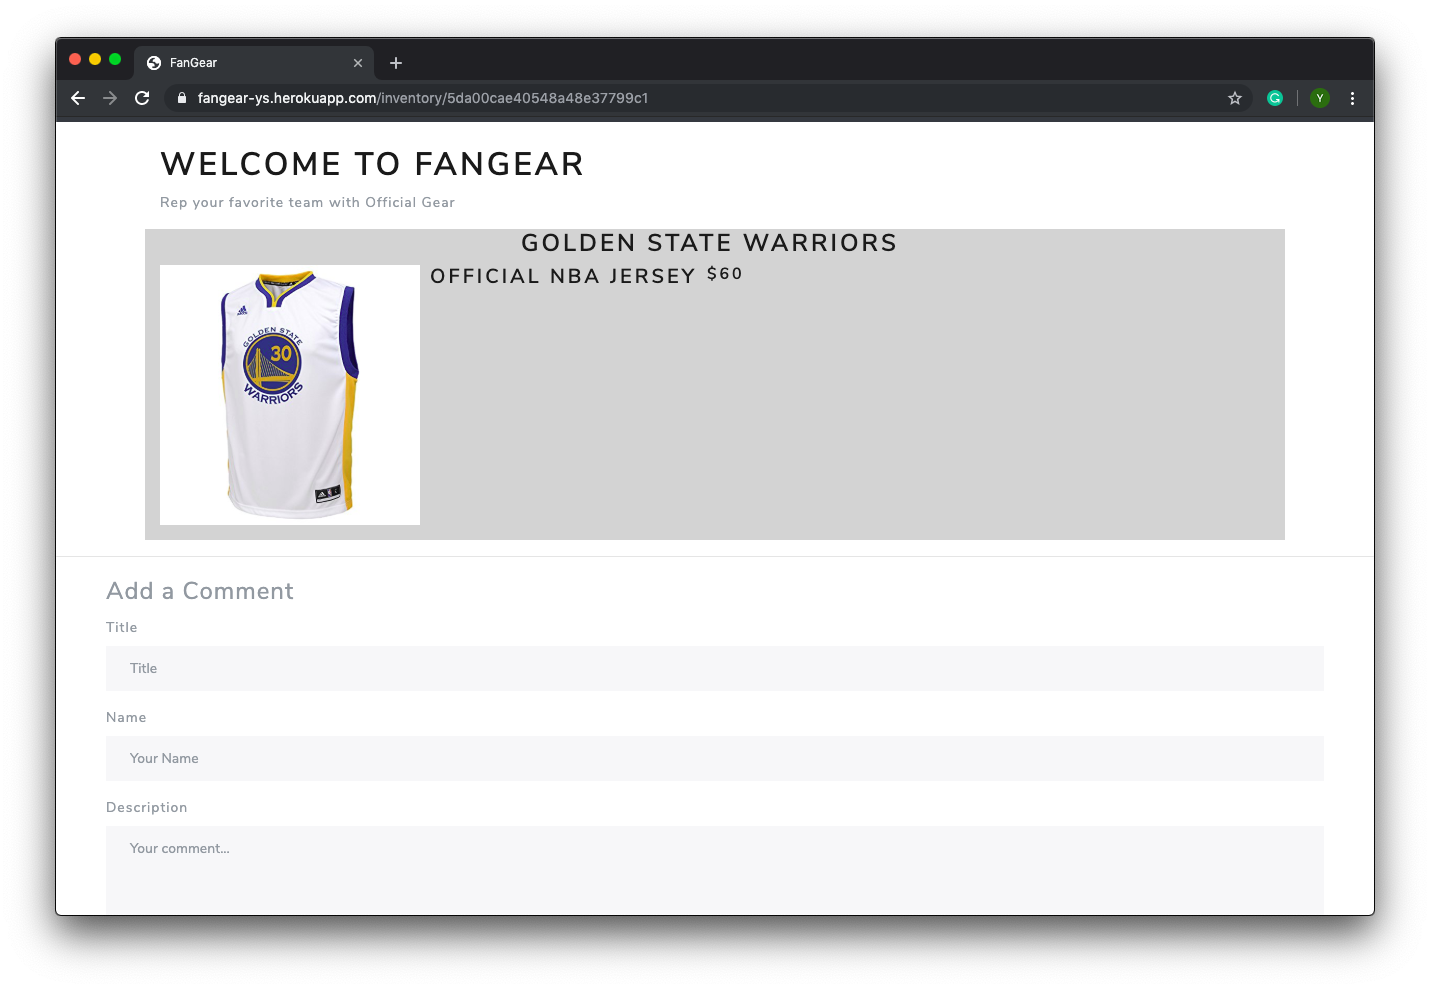 FanGear
fangear-ys.herokuapp.com/inventory/5da00cae40548a48e37799c1
Y
WELCOME TO FANGEAR
Rep your favorite team with Official Gear
GOLDEN STATE WARRIORS
OFFICIAL NBA JERSEY $60
GOLDEN STATE
30
WARRIORS
Add a Comment
Title
Title
Name
Your Name
Description
Your comment...